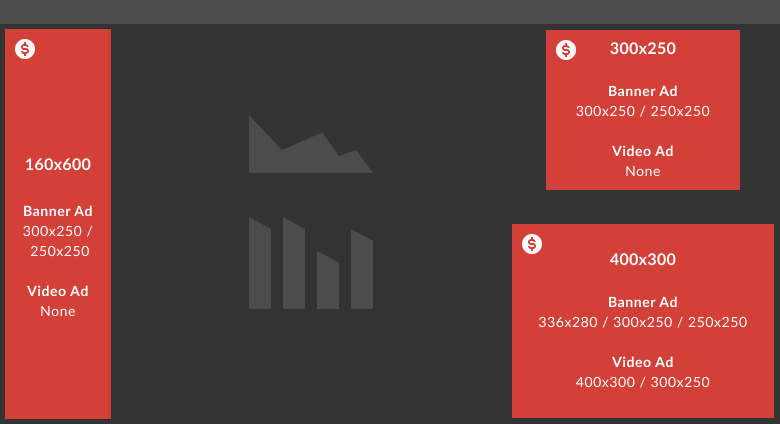 $
160x600
Banner Ad
300x250 /
250x250
Video Ad
None
$
300x250
Banner Ad
300x250 / 250x250
Video Ad
None
$
400x300
Banner Ad
336x280 / 300x250 / 250x250
Video Ad
400x300 / 300x250